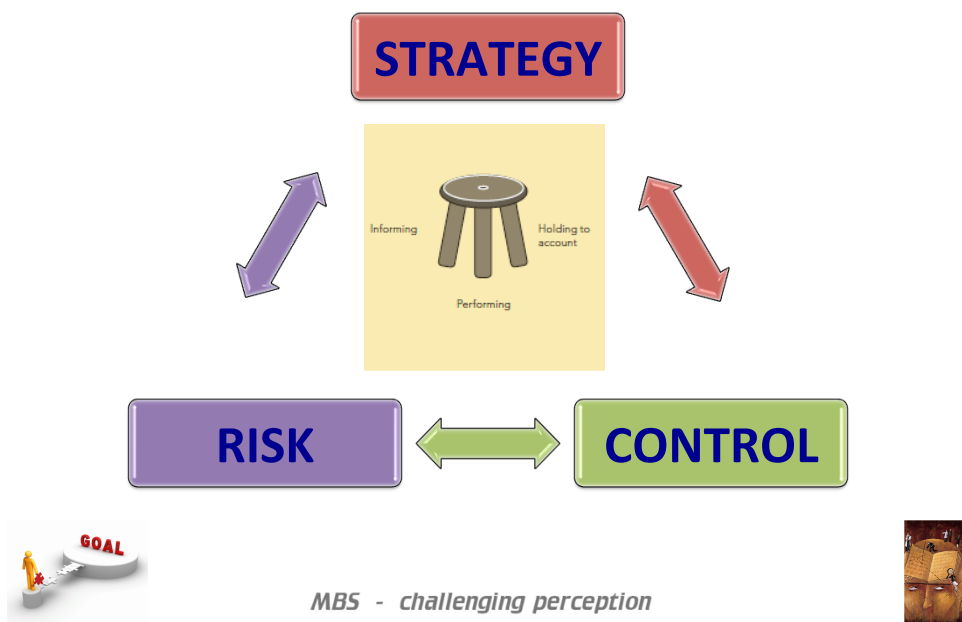 STRATEGY
Informing
Holding to
account
Performing
RISK
CONTROL
GOAL
MBS - challenging perception